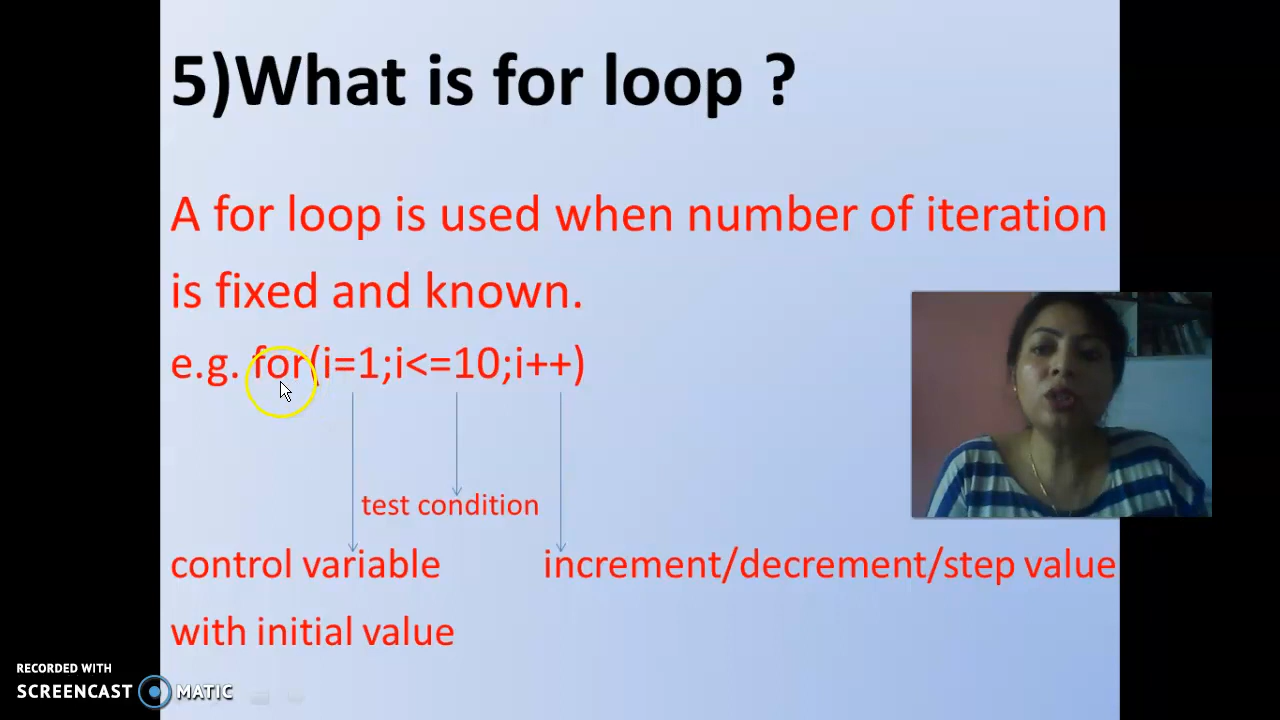 5)What is for loop ?
A for loop is used when number of iteration
is fixed and known.
e.g. for(i=1;i<=10;i++)
test condition
control variable increment/decrement/step value
with initial value
RECORDED WITH
SCREENCAST MATIC